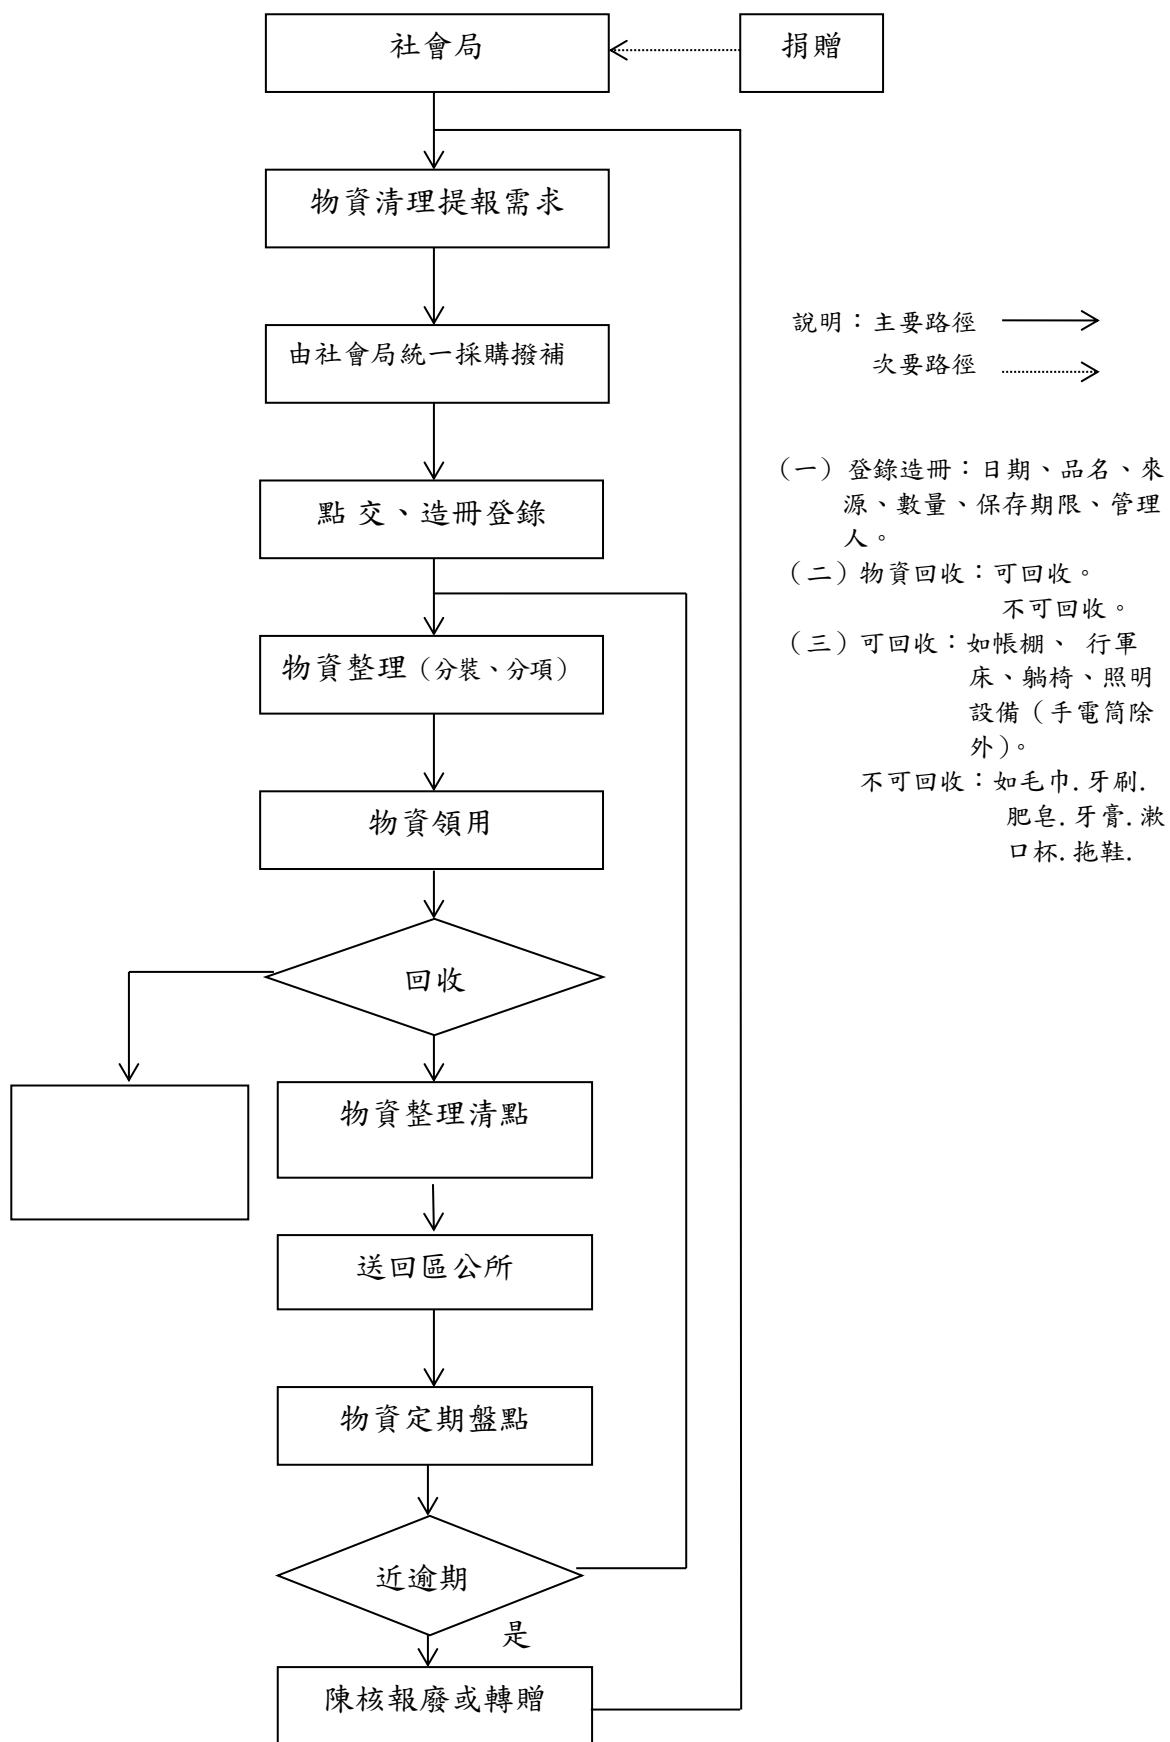 社會局
捐贈
物資清理提報需求
由社會局統一採購撥補
點 交、造冊登錄
物資整理（分裝、分項）
物資領用
回收
物資整理清點
送回區公所
物資定期盤點
近逾期
是
陳核報廢或轉贈
說明：主要路徑
次要路徑
（一）登錄造冊：日期、品名、來
源、數量、保存期限、管理
人。
（二）物資回收：可回收。
不可回收。
（三）可回收：如帳棚、 行軍
床、躺椅、照明
設備（手電筒除
外）。
不可回收：如毛巾.牙刷.
肥皂.牙膏.漱
口杯.拖鞋.